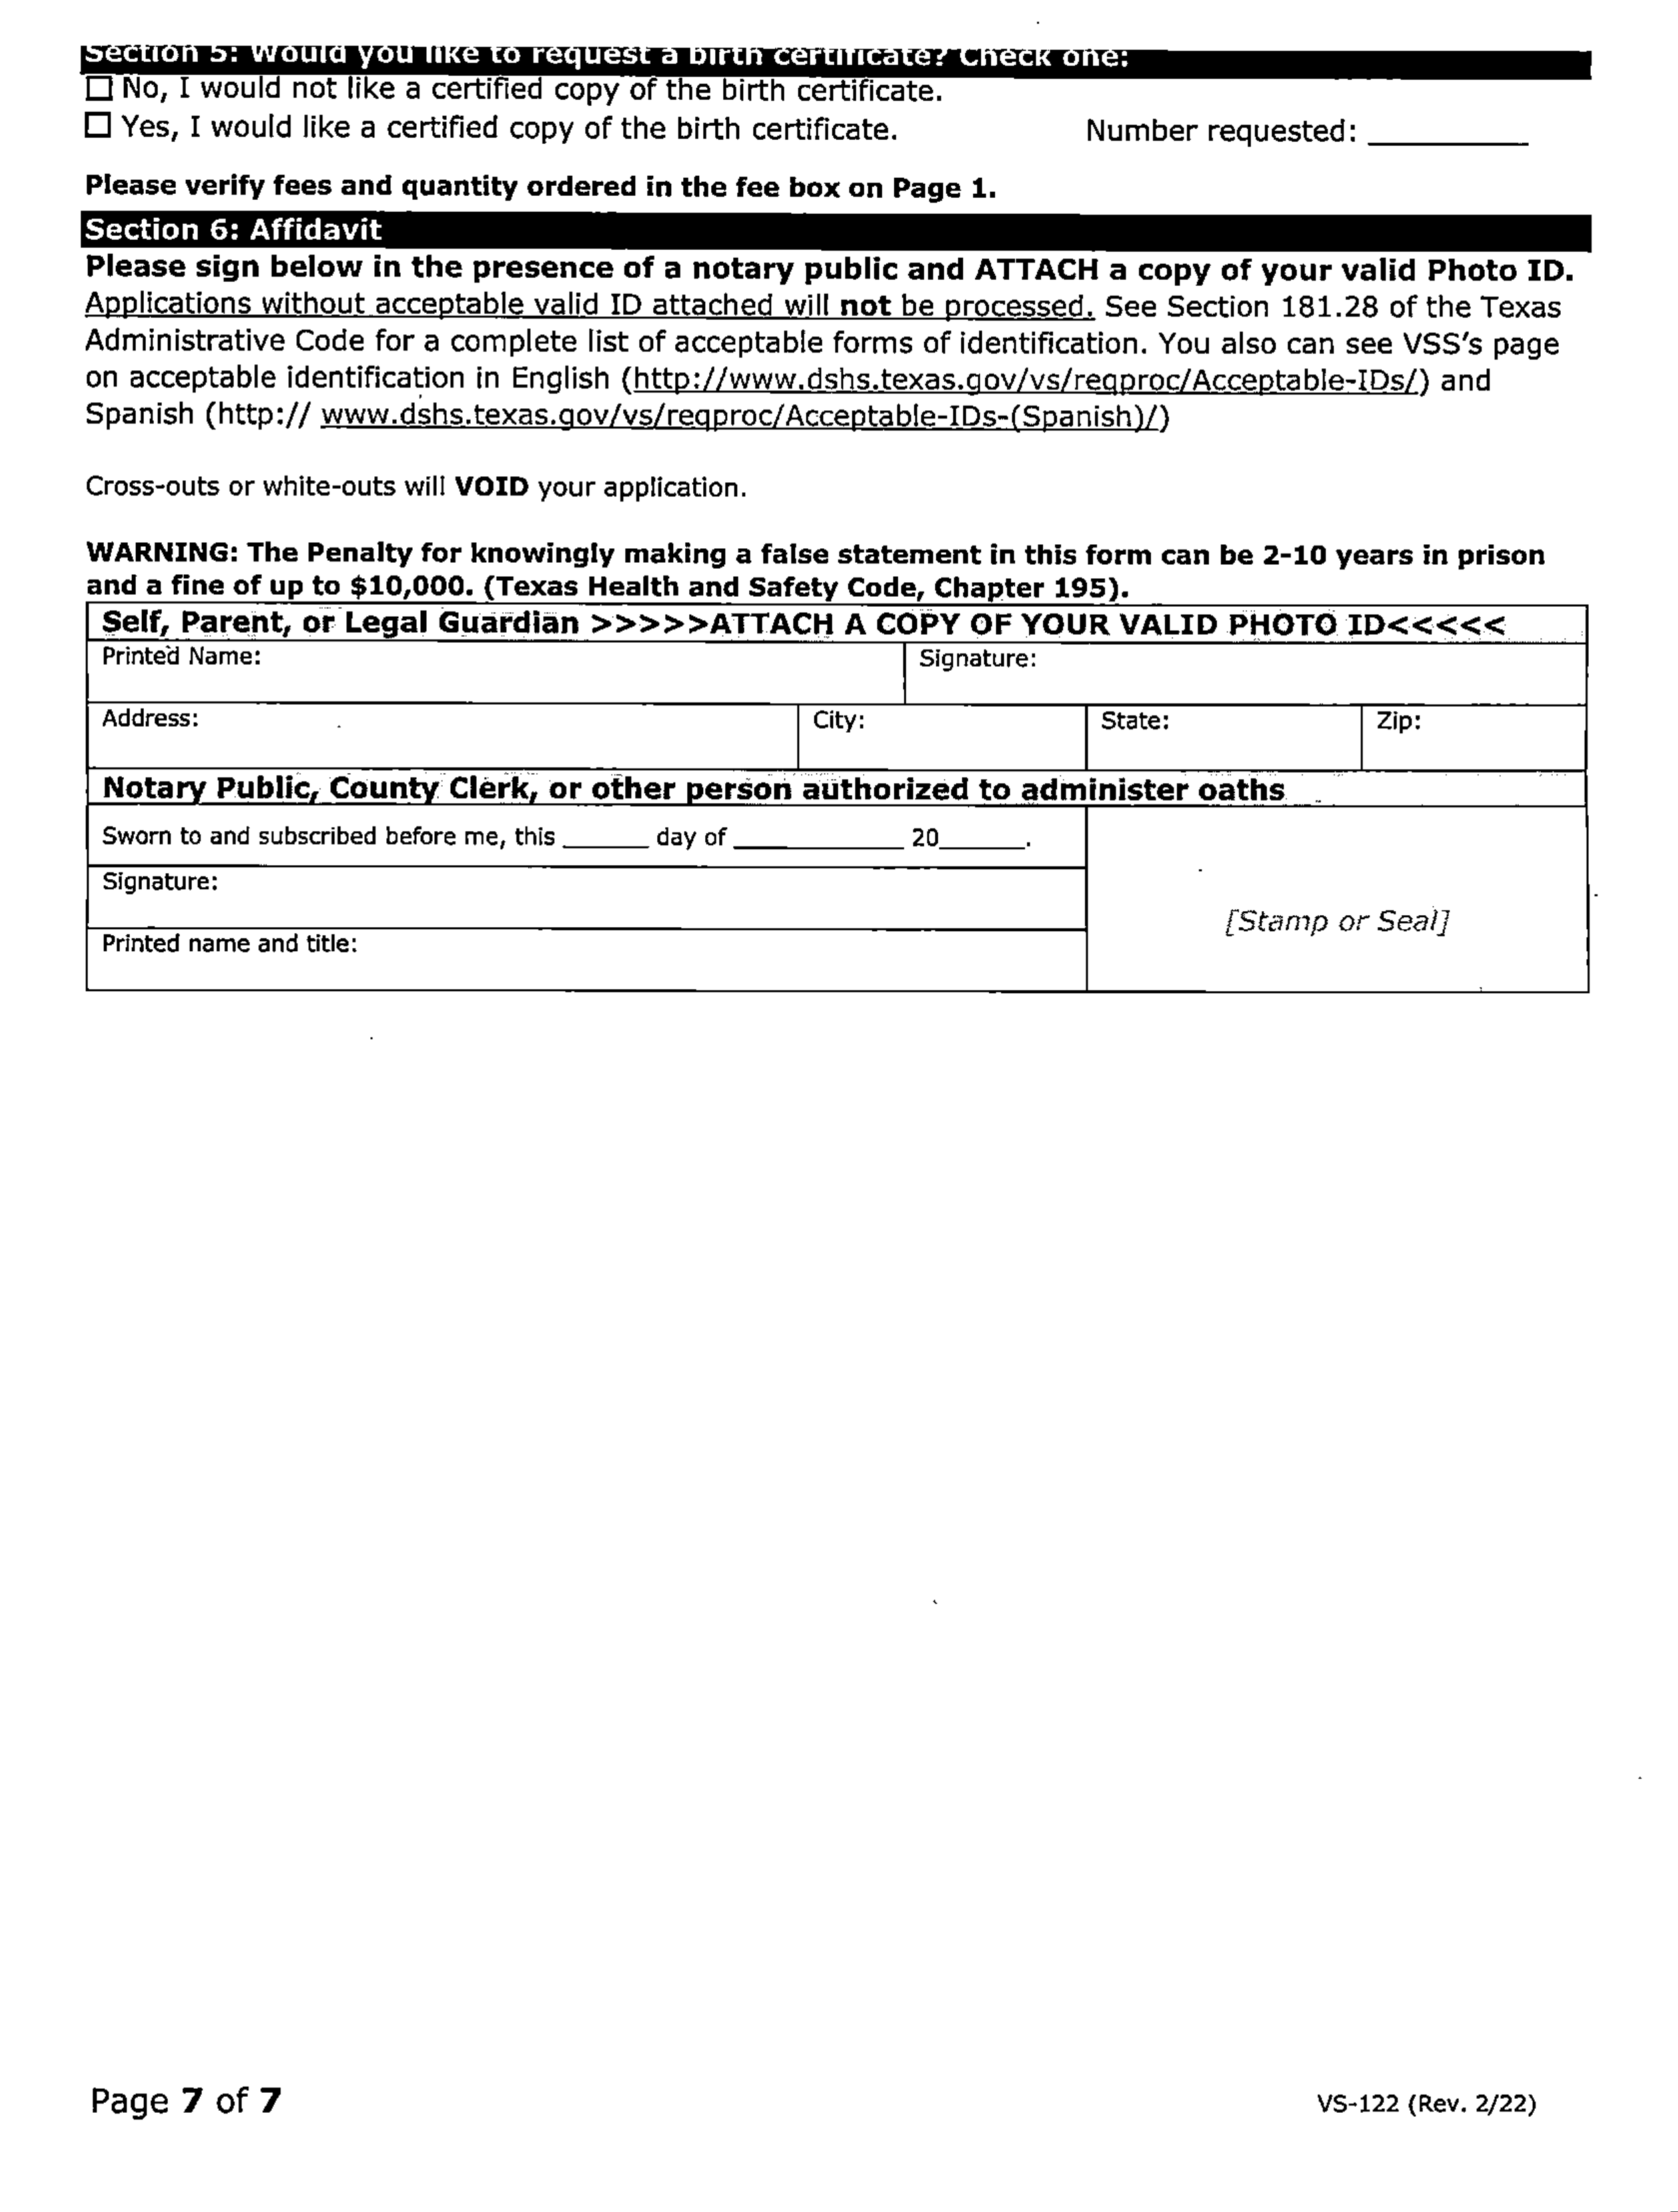 Section 5: Would you like to request a birth certificate? Check one:
☐ No, I would not like a certified copy of the birth certificate.
☐ Yes, I would like a certified copy of the birth certificate. Number requested: __________
Please verify fees and quantity ordered in the fee box on Page 1.
Section 6: Affidavit
Please sign below in the presence of a notary public and ATTACH a copy of your valid Photo ID.
Applications without acceptable valid ID attached will not be processed. See Section 181.28 of the Texas
Administrative Code for a complete list of acceptable forms of identification. You also can see VSS's page
on acceptable identification in English (http://www.dshs.texas.gov/vs/reqproc/Acceptable-IDs/) and
Spanish (http:// www.dshs.texas.gov/vs/reqproc/Acceptable-IDs-(Spanish)/)
Cross-outs or white-outs will VOID your application.
WARNING: The Penalty for knowingly making a false statement in this form can be 2-10 years in prison
and a fine of up to $10,000. (Texas Health and Safety Code, Chapter 195).
Self, Parent, or Legal Guardian >>>>>ATTACH A COPY OF YOUR VALID PHOTO ID<<<<<
Printed Name: Signature:
Address: City: State: Zip:
Notary Public, County Clerk, or other person authorized to administer oaths
Sworn to and subscribed before me, this ______ day of ____________ 20______.
Signature:
[Stamp or Seal]
Printed name and title:
Page 7 of 7 VS-122 (Rev. 2/22)